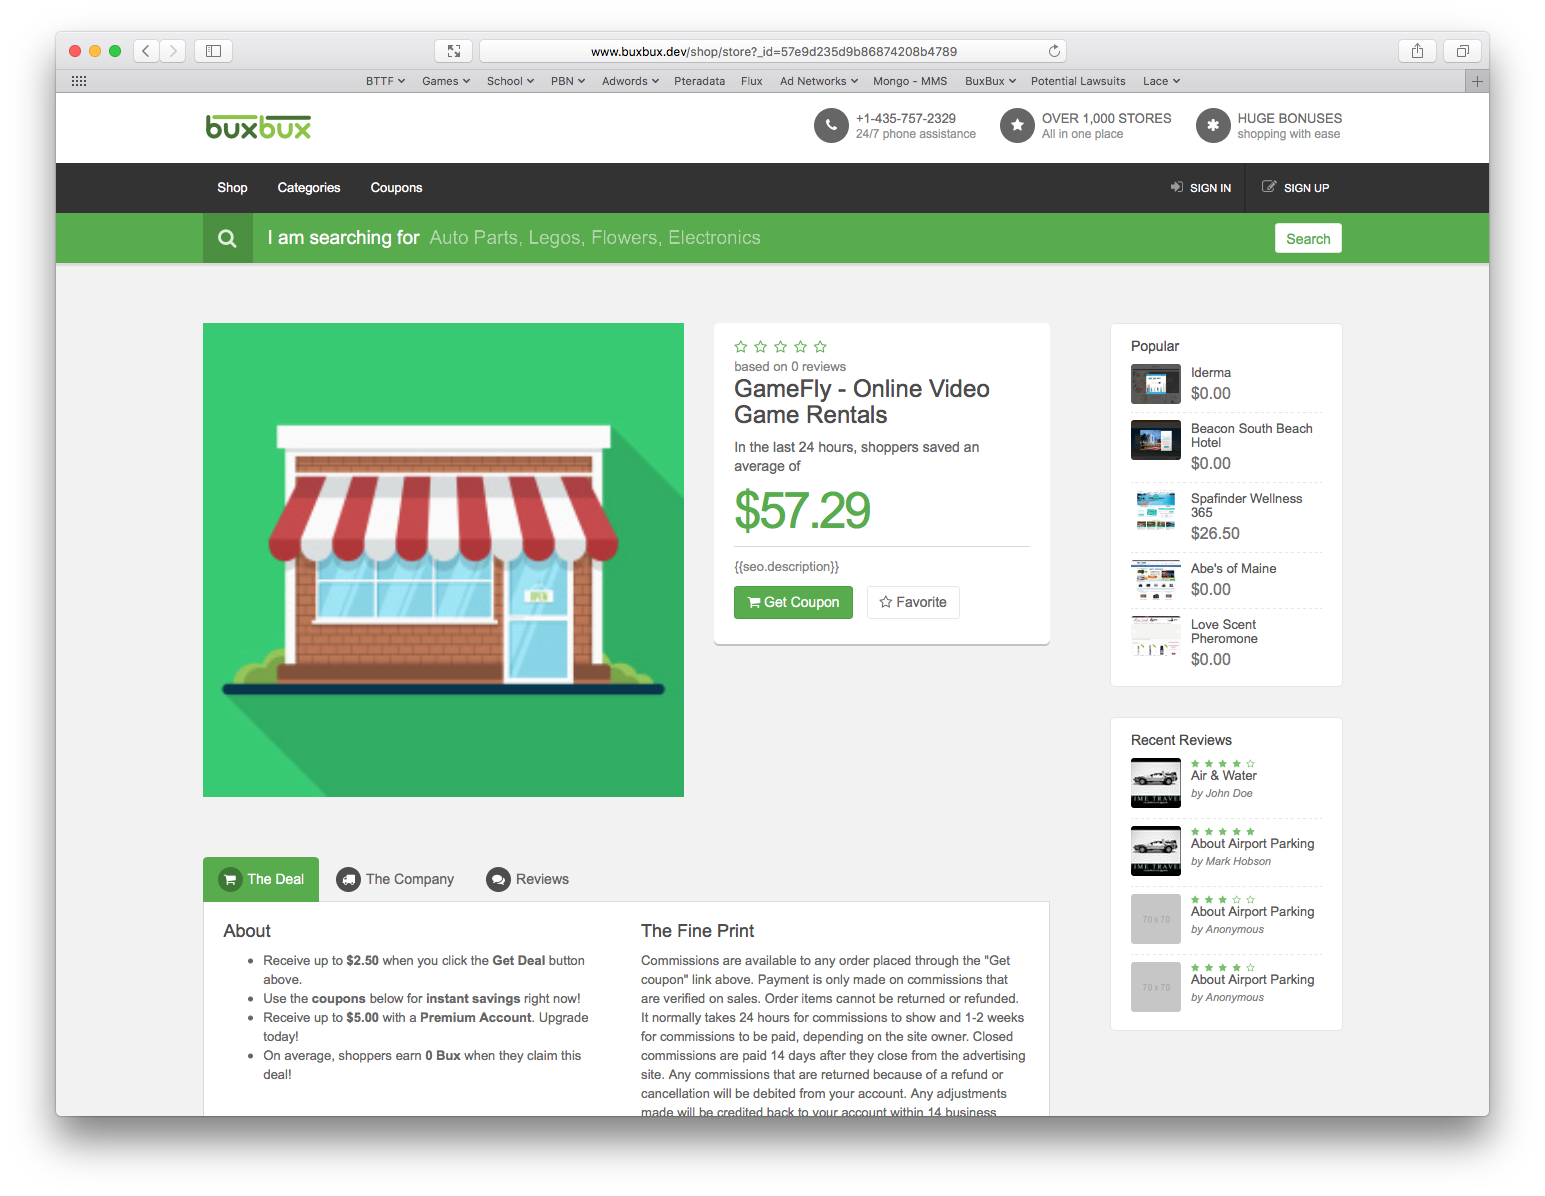 www.buxbux.dev/shop/store?_id=57e9d235d9b86874208b4789
BTTF Games School PBN Adwords Pteradata Flux Ad Networks Mongo - MMS BuxBux Potential Lawsuits Lace
buxbux
+1-435-757-2329
24/7 phone assistance
OVER 1,000 STORES
All in one place
HUGE BONUSES
shopping with ease
Shop Categories Coupons SIGN IN SIGN UP
I am searching for Auto Parts, Legos, Flowers, Electronics Search
OPEN
based on 0 reviews
GameFly - Online Video
Game Rentals
In the last 24 hours, shoppers saved an
average of
$57.29
{{seo.description}}
Get Coupon Favorite
Popular
Iderma
$0.00
Beacon South Beach
Hotel
$0.00
Spafinder Wellness
365
$26.50
Abe's of Maine
$0.00
Love Scent
Pheromone
$0.00
Recent Reviews
Air & Water
by John Doe
About Airport Parking
by Mark Hobson
70 x 70
About Airport Parking
by Anonymous
70 x 70
About Airport Parking
by Anonymous
The Deal The Company Reviews
About
Receive up to $2.50 when you click the Get Deal button
above.
Use the coupons below for instant savings right now!
Receive up to $5.00 with a Premium Account. Upgrade
today!
On average, shoppers earn 0 Bux when they claim this
deal!
The Fine Print
Commissions are available to any order placed through the "Get
coupon" link above. Payment is only made on commissions that
are verified on sales. Order items cannot be returned or refunded.
It normally takes 24 hours for commissions to show and 1-2 weeks
for commissions to be paid, depending on the site owner. Closed
commissions are paid 14 days after they close from the advertising
site. Any commissions that are returned because of a refund or
cancellation will be debited from your account. Any adjustments
made will be credited back to your account within 14 business